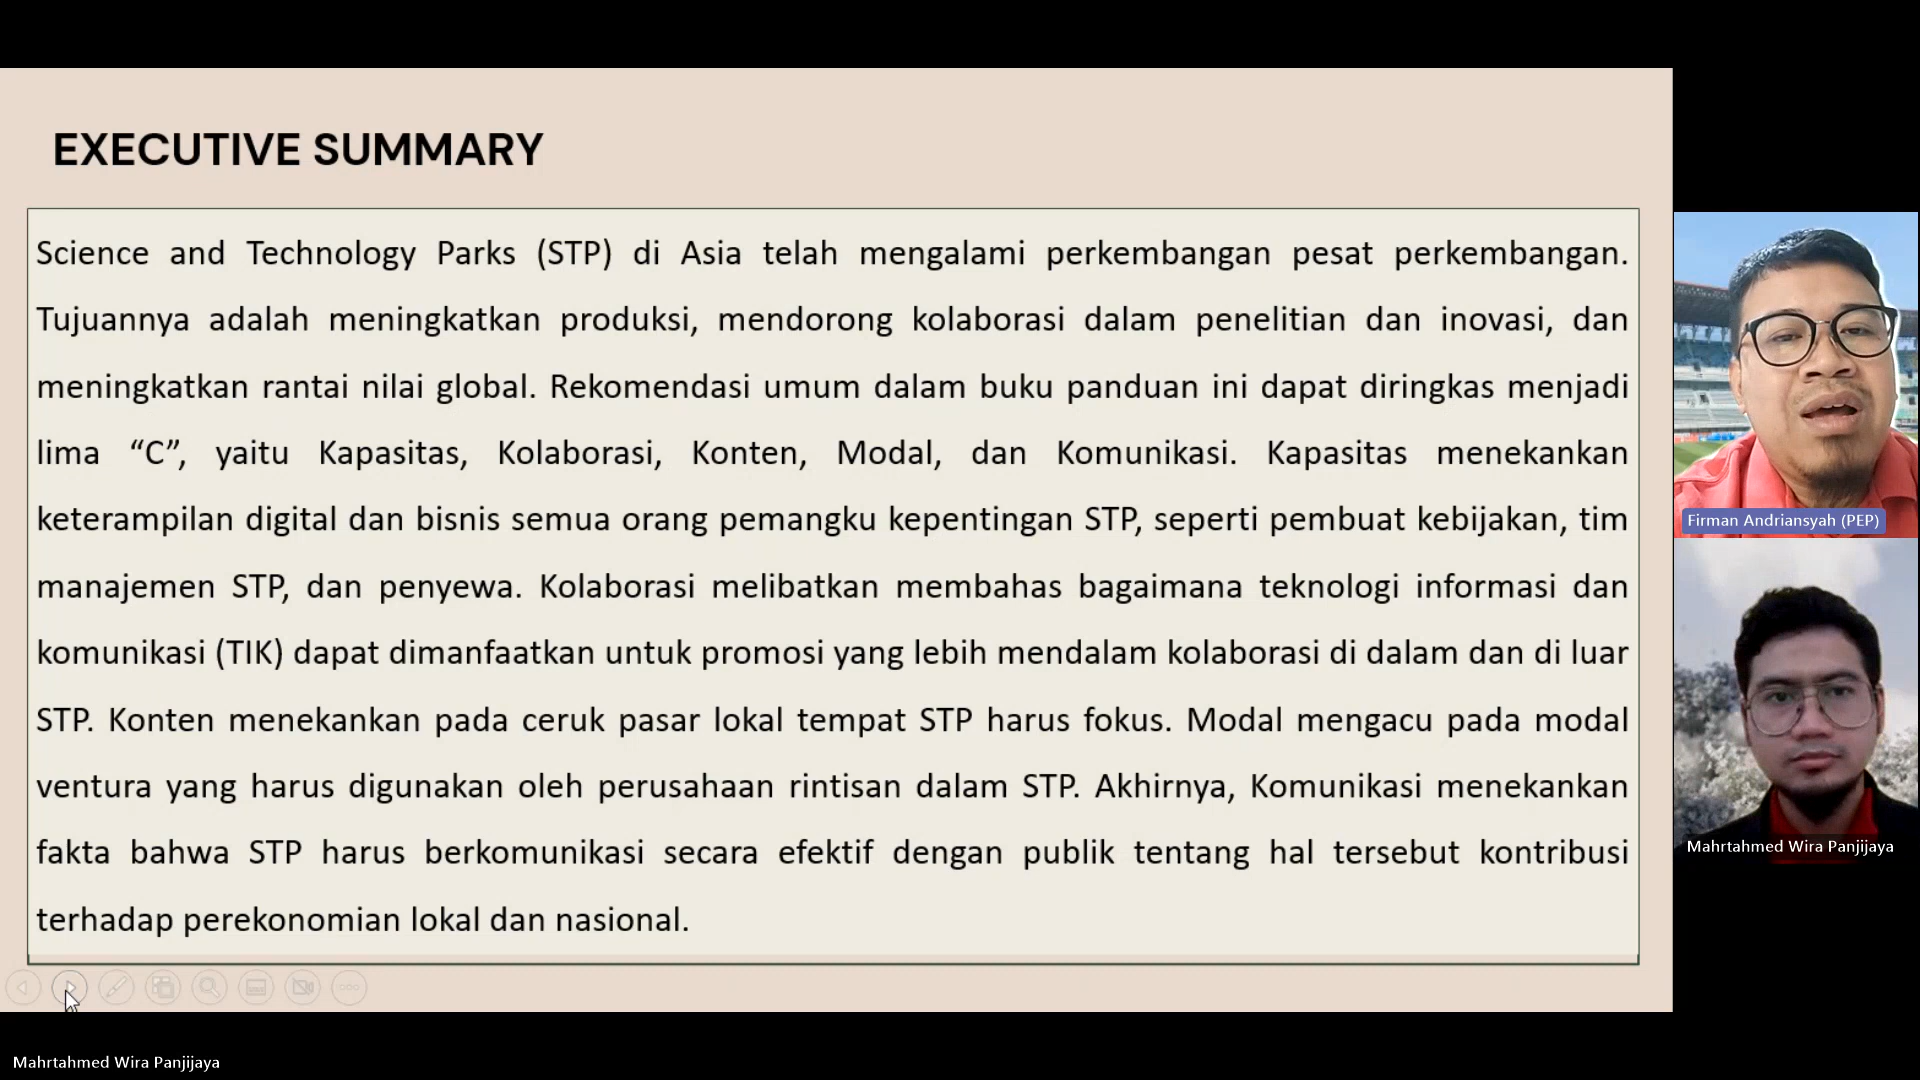 EXECUTIVE SUMMARY
Science and Technology Parks (STP) di Asia telah mengalami perkembangan pesat perkembangan.
Tujuannya adalah meningkatkan produksi, mendorong kolaborasi dalam penelitian dan inovasi, dan
meningkatkan rantai nilai global. Rekomendasi umum dalam buku panduan ini dapat diringkas menjadi
lima “C”, yaitu Kapasitas, Kolaborasi, Konten, Modal, dan Komunikasi. Kapasitas menekankan
keterampilan digital dan bisnis semua orang pemangku kepentingan STP, seperti pembuat kebijakan, tim
manajemen STP, dan penyewa. Kolaborasi melibatkan membahas bagaimana teknologi informasi dan
komunikasi (TIK) dapat dimanfaatkan untuk promosi yang lebih mendalam kolaborasi di dalam dan di luar
STP. Konten menekankan pada ceruk pasar lokal tempat STP harus fokus. Modal mengacu pada modal
ventura yang harus digunakan oleh perusahaan rintisan dalam STP. Akhirnya, Komunikasi menekankan
fakta bahwa STP harus berkomunikasi secara efektif dengan publik tentang hal tersebut kontribusi
terhadap perekonomian lokal dan nasional.
Firman Andriansyah (PEP)
Mahrtahmed Wira Panjijaya
Mahrtahmed Wira Panjijaya